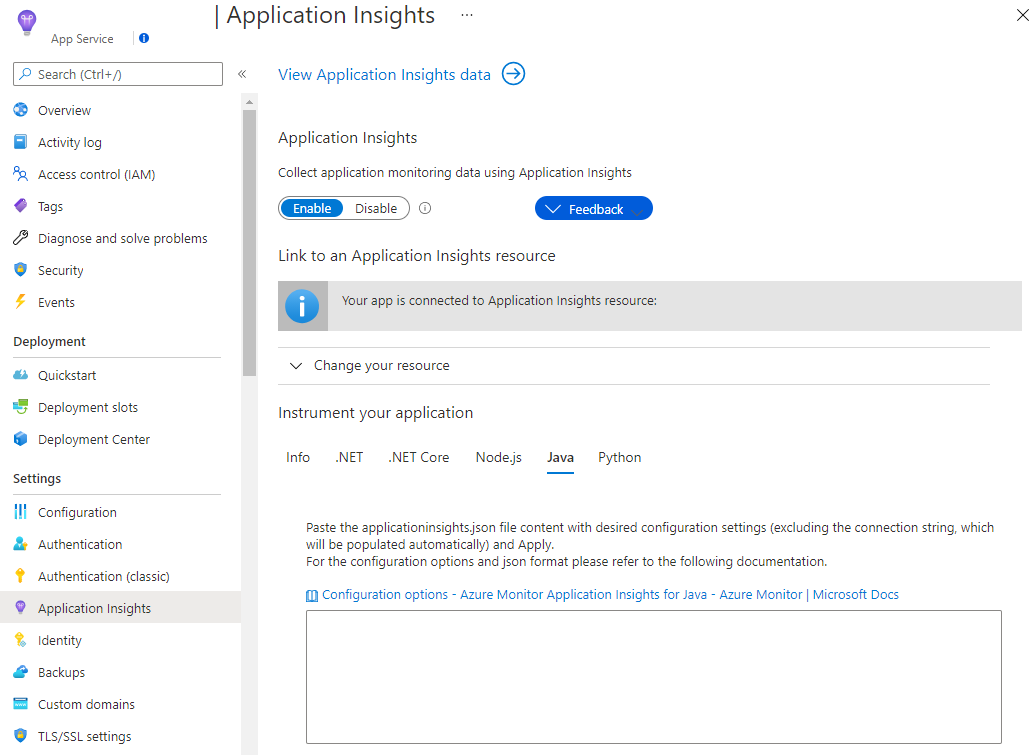 | Application Insights ...
App Service
Search (Ctrl+/) «
Overview
Activity log
Access control (IAM)
Tags
Diagnose and solve problems
Security
Events
Deployment
Quickstart
Deployment slots
Deployment Center
Settings
Configuration
Authentication
Authentication (classic)
Application Insights
Identity
Backups
Custom domains
TLS/SSL settings
View Application Insights data
Application Insights
Collect application monitoring data using Application Insights
Enable Disable Feedback
Link to an Application Insights resource
Your app is connected to Application Insights resource:
Change your resource
Instrument your application
Info .NET .NET Core Node.js Java Python
Paste the applicationinsights.json file content with desired configuration settings (excluding the connection string, which
will be populated automatically) and Apply.
For the configuration options and json format please refer to the following documentation.
Configuration options - Azure Monitor Application Insights for Java - Azure Monitor | Microsoft Docs